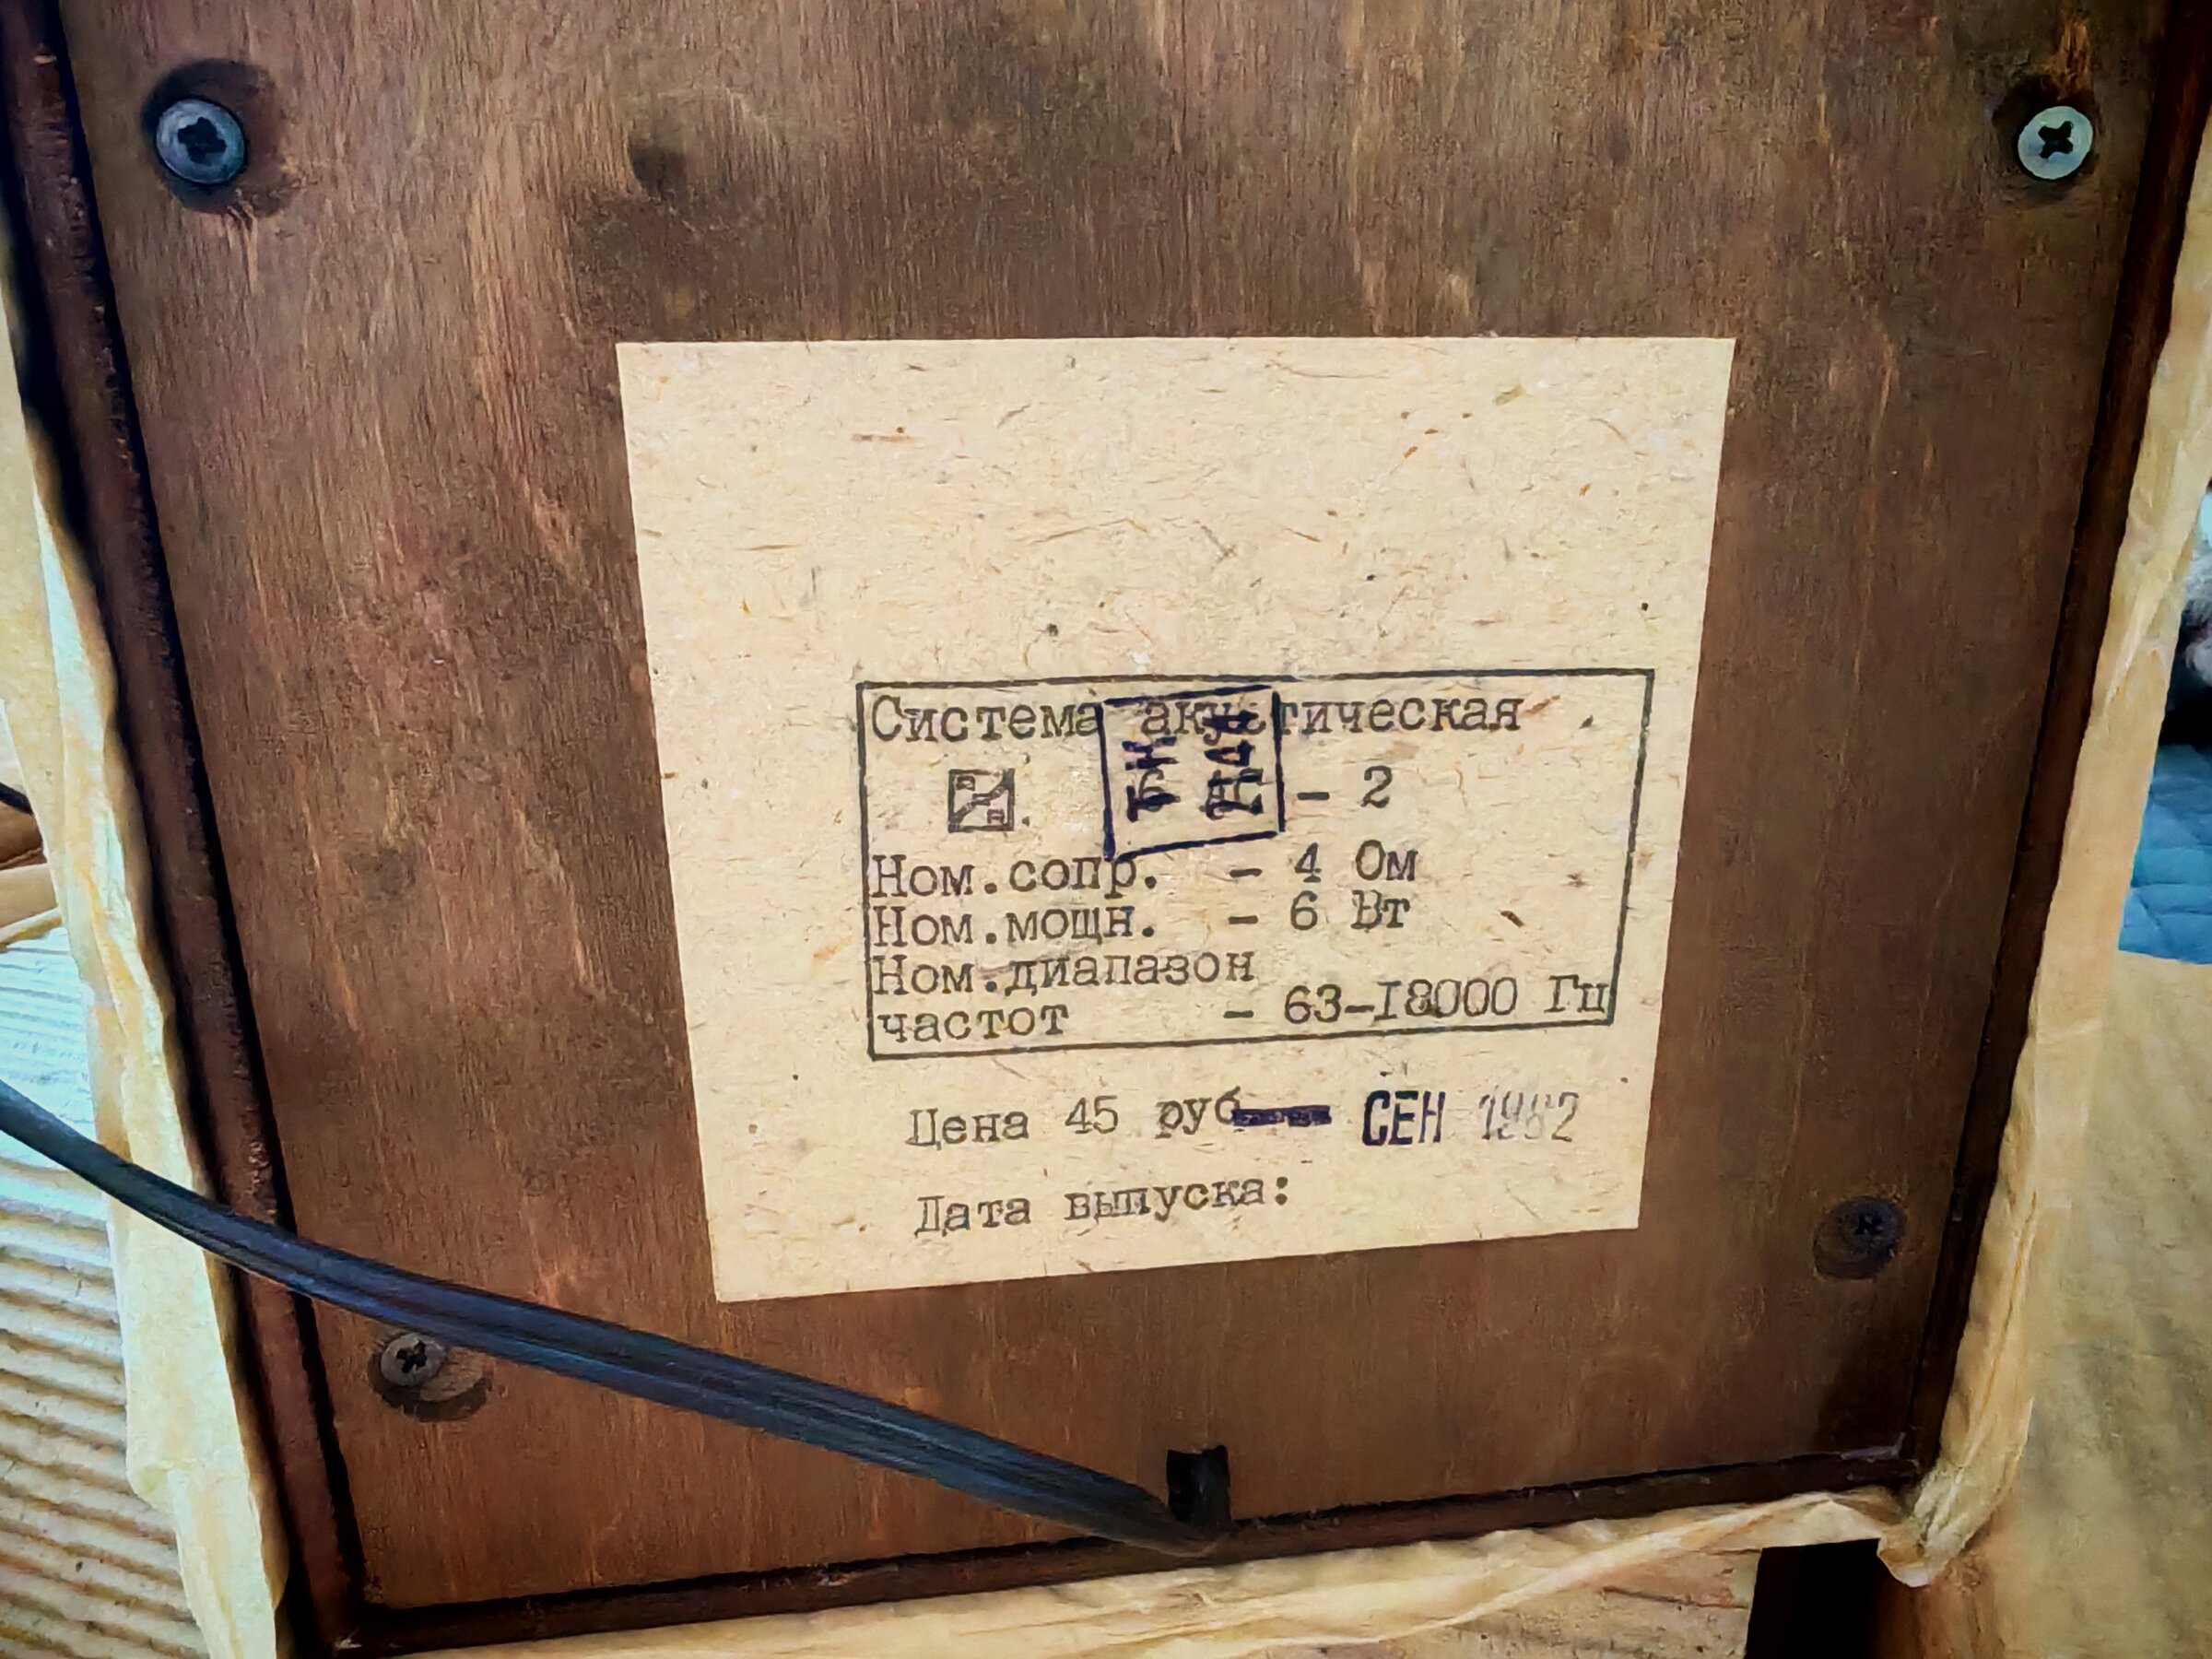 Система акустическая
- 2
Ном.сопр. - 4 Ом
Ном.мощн. - 6 Вт
Ном.диапазон
частот - 63-18000 Гц
Цена 45 руб СЕН 1982
Дата выпуска: